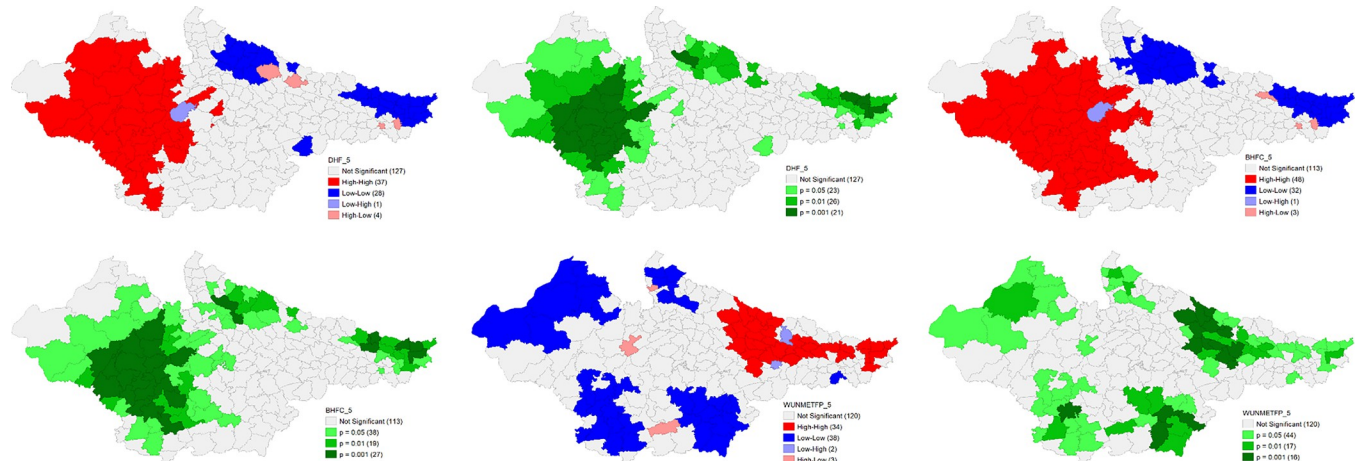 DHF_5
Not Significant (127)
High-High (37)
Low-Low (28)
Low-High (1)
High-Low (4)
DHF_5
Not Significant (127)
p = 0.05 (23)
p = 0.01 (26)
p = 0.001 (21)
BHFC_5
Not Significant (113)
High-High (48)
Low-Low (32)
Low-High (1)
High-Low (3)
BHFC_5
Not Significant (113)
p = 0.05 (38)
p = 0.01 (19)
p = 0.001 (27)
WUNMETFP_5
Not Significant (120)
High-High (34)
Low-Low (38)
Low-High (2)
High-Low (3)
WUNMETFP_5
Not Significant (120)
p = 0.05 (44)
p = 0.01 (17)
p = 0.001 (16)